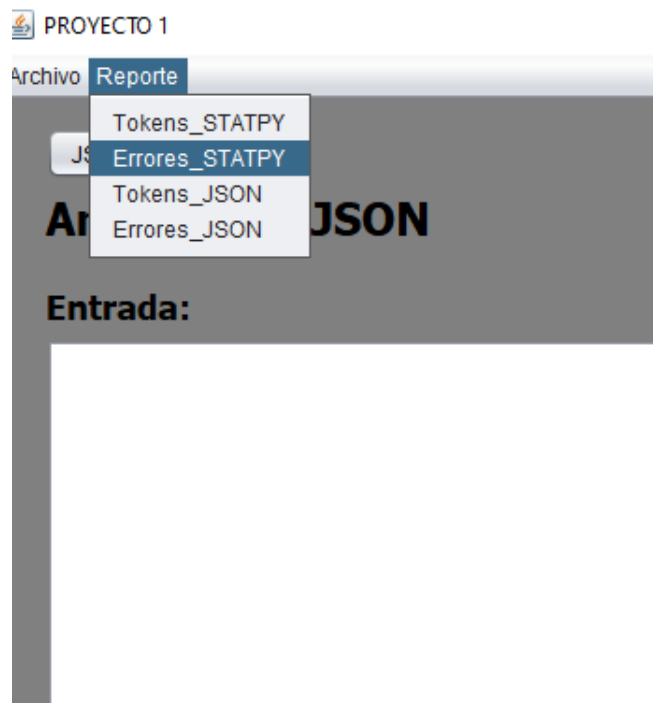 PROYECTO 1
Archivo Reporte
Tokens_STATPY
Errores_STATPY
Tokens_JSON
Errores_JSON
JSON
Entrada: